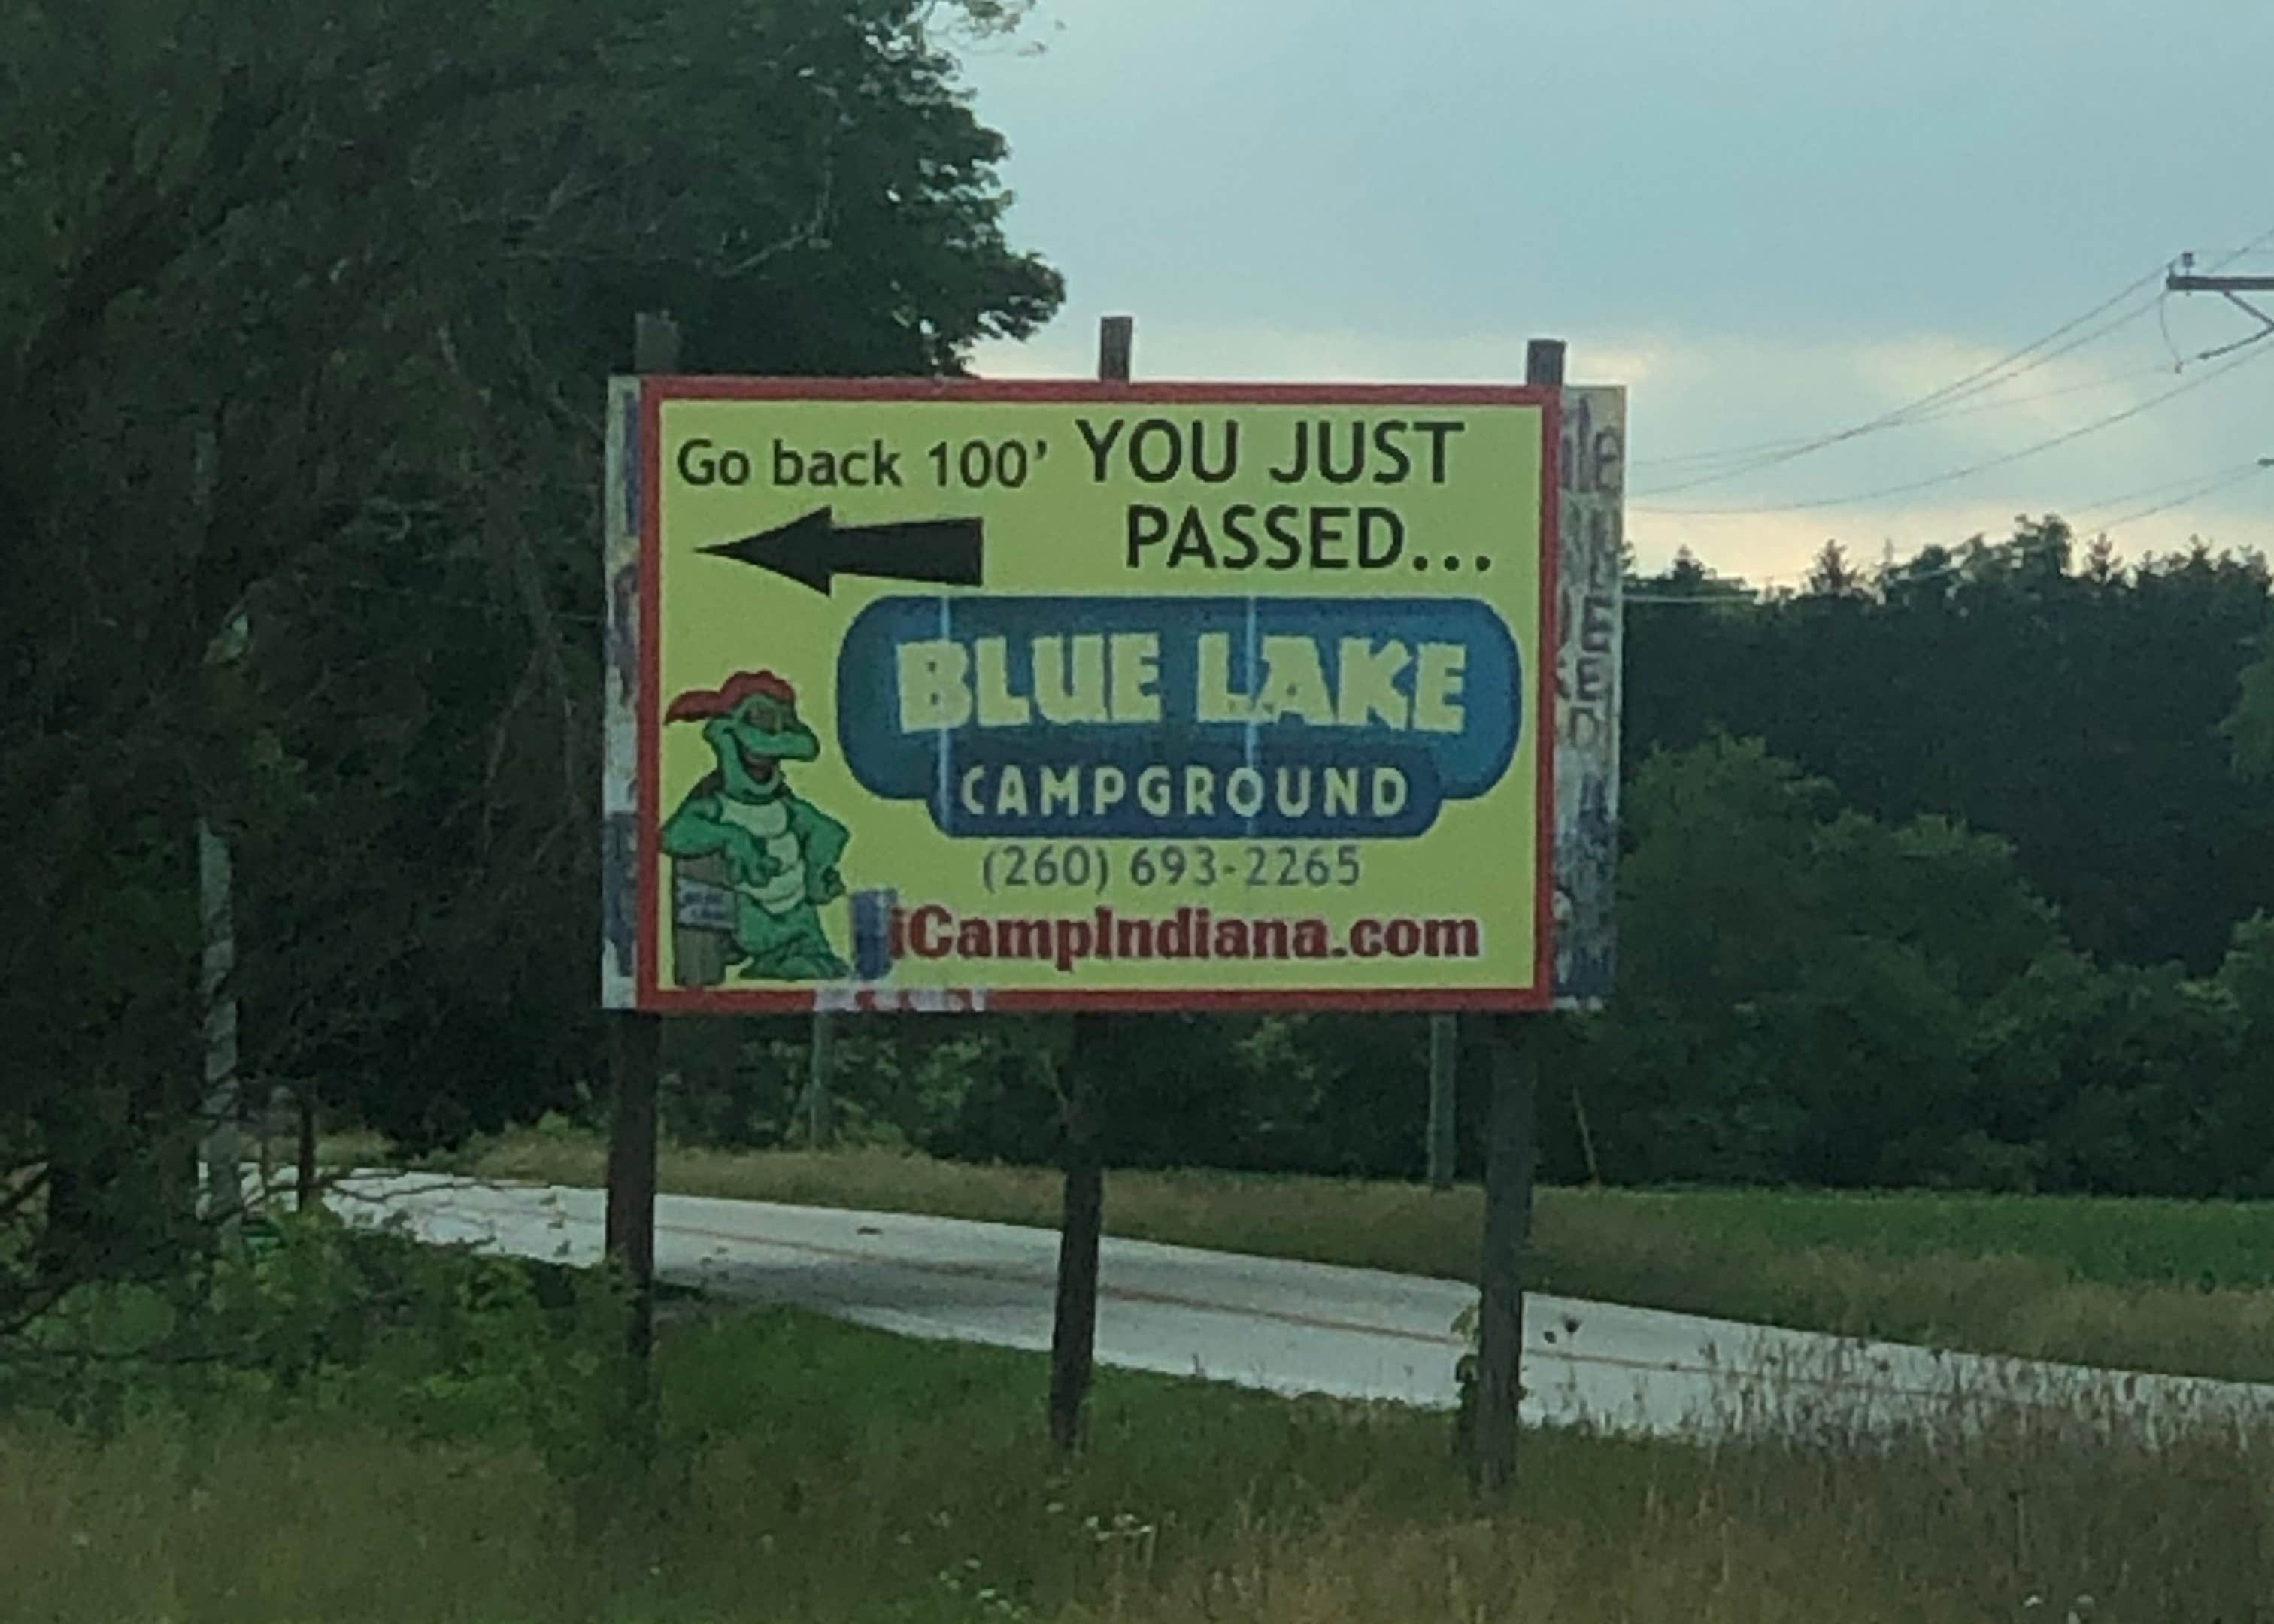 Go back 100'
YOU JUST
PASSED...
BLUE LAKE
CAMPGROUND
(260) 693-2265
iCampIndiana.com